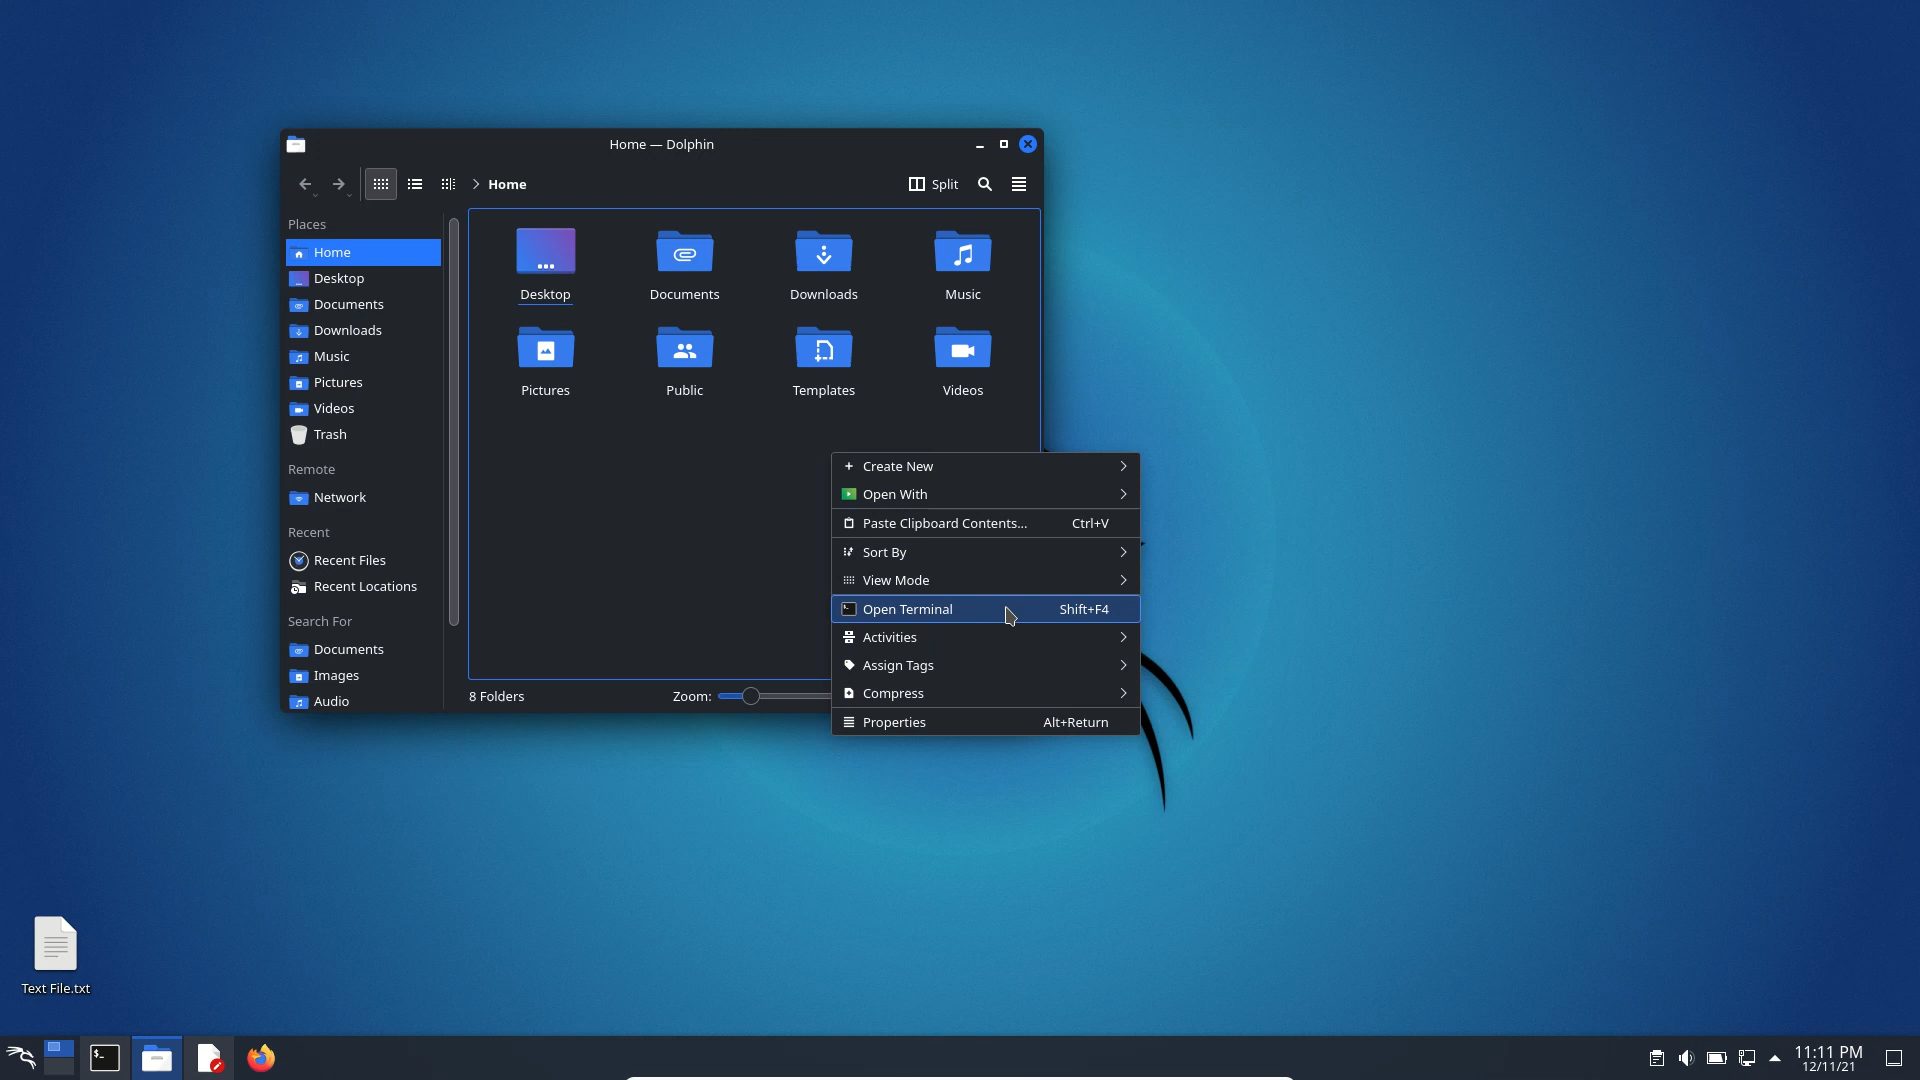 Home — Dolphin
Home
Split
Places
Home
Desktop
Documents
Downloads
Music
Pictures
Videos
Trash
Remote
Network
Recent
Recent Files
Recent Locations
Search For
Documents
Images
Audio
Desktop Documents Downloads Music
Pictures Public Templates Videos
8 Folders Zoom:
Create New
Open With
Paste Clipboard Contents... Ctrl+V
Sort By
View Mode
Open Terminal Shift+F4
Activities
Assign Tags
Compress
Properties Alt+Return
Text File.txt
$_
11:11 PM
12/11/21